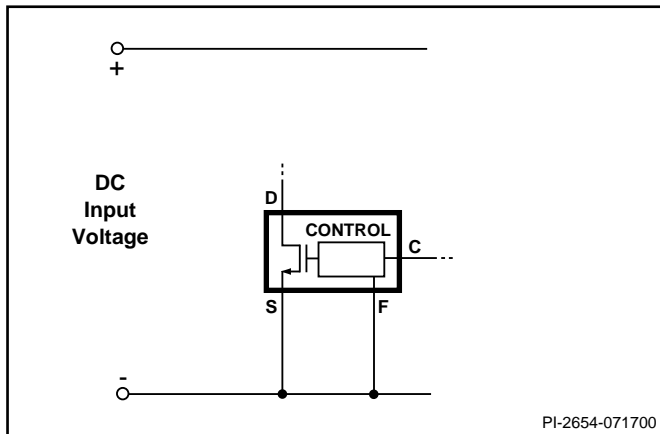 +
D
DC
Input
Voltage
CONTROL
C
S
F
-
PI-2654-071700